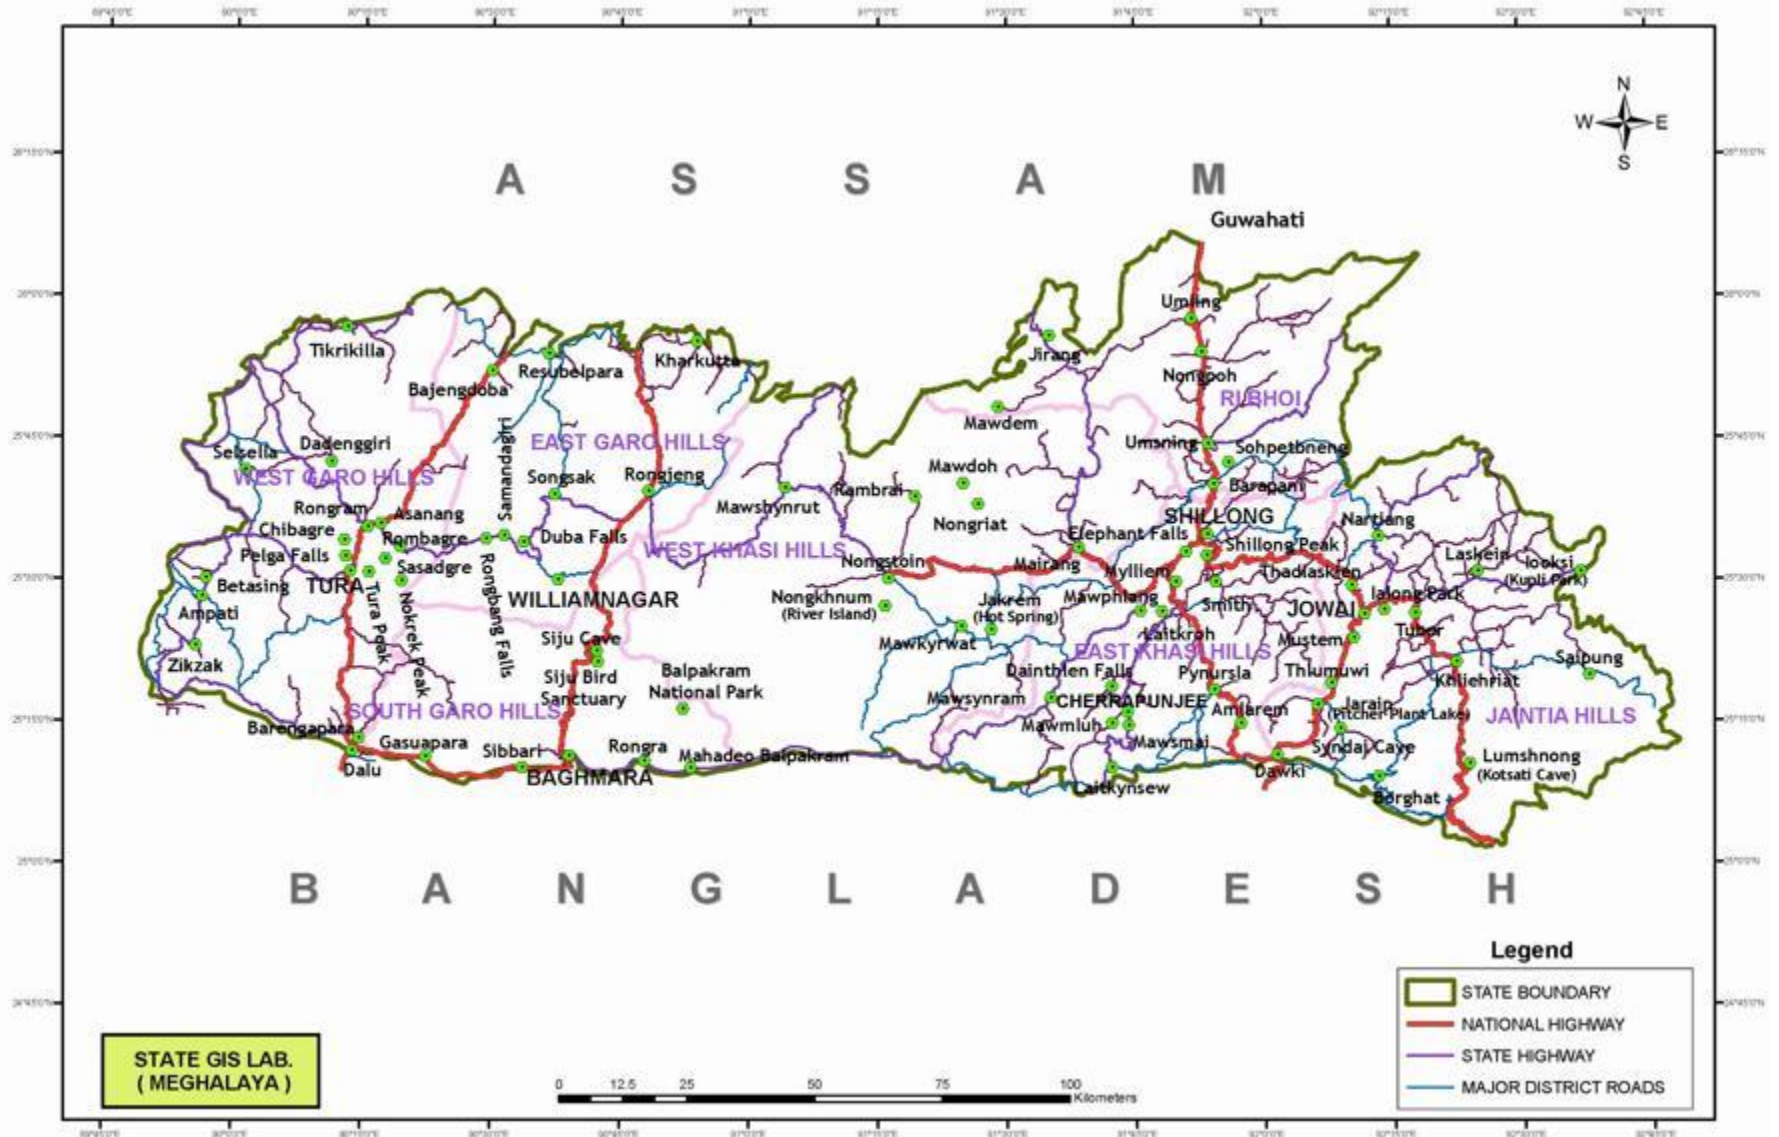 N
W E
S
A S S A M
Guwahati
Umling
Tikrikilla
Kharkutta
Jirang
Resubelpara
Bajengdoba
Nongpoh
RI BHOI
Mawdem
Dadenggiri
EAST GARO HILLS
Umsning
Sohpetbneng
Selsella
WEST GARO HILLS
Samandagiri
Songsak
Rongjeng
Mawdoh
Rambrai
Barapani
Mawshynrut
Rongram
Asanang
Nongriat
SHILLONG
Nartiang
Chibagre
Rombagre
Duba Falls
Elephant Falls
Pelga Falls
WEST KHASI HILLS
Shillong Peak
Laskein
Iooksi
(Kupli Park)
Sasadgre
Nongstoin
Mairang
Mylliem
Thadlaskein
Betasing
TURA
Ialong Park
WILLIAMNAGAR
Nongkhnum
(River Island)
Jakrem
(Hot Spring)
Mawphlang
Smith
JOWAI
Ampati
Tura Peak
Nokrek Peak
Rongbang Falls
Siju Cave
Mawkyrwat
Laitkroh
Mustem
Tuber
EAST KHASI HILLS
Zikzak
Siju Bird
Sanctuary
Balpakram
National Park
Dainthlen Falls
Pynursla
Thlumuwi
Saipung
Khliehriat
Mawsynram
CHERRAPUNJEE
Jarain
(Pitcher Plant Lake)
SOUTH GARO HILLS
Amlarem
JAINTIA HILLS
Barengapara
Mawmluh
Gasuapara
Sibbari
Rongra
Mahadeo
Balpakram
Mawsmai
Syndai Cave
Lumshnong
(Kotsati Cave)
Dalu
BAGHMARA
Dawki
Laitkynsew
Borghat
B A N G L A D E S H
Legend
STATE BOUNDARY
NATIONAL HIGHWAY
STATE HIGHWAY
MAJOR DISTRICT ROADS
STATE GIS LAB.
( MEGHALAYA )
0 12.5 25 50 75 100
Kilometers